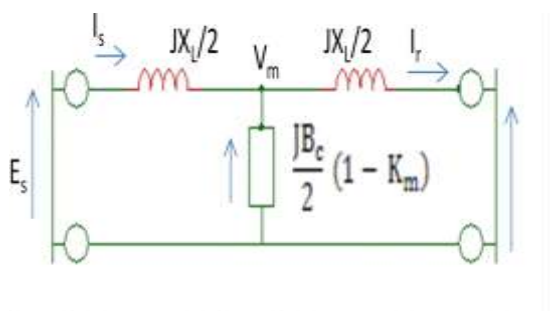 I_s
JX_L/2
V_m
JX_L/2
I_r
E_s
JB_c/2 (1 − K_m)